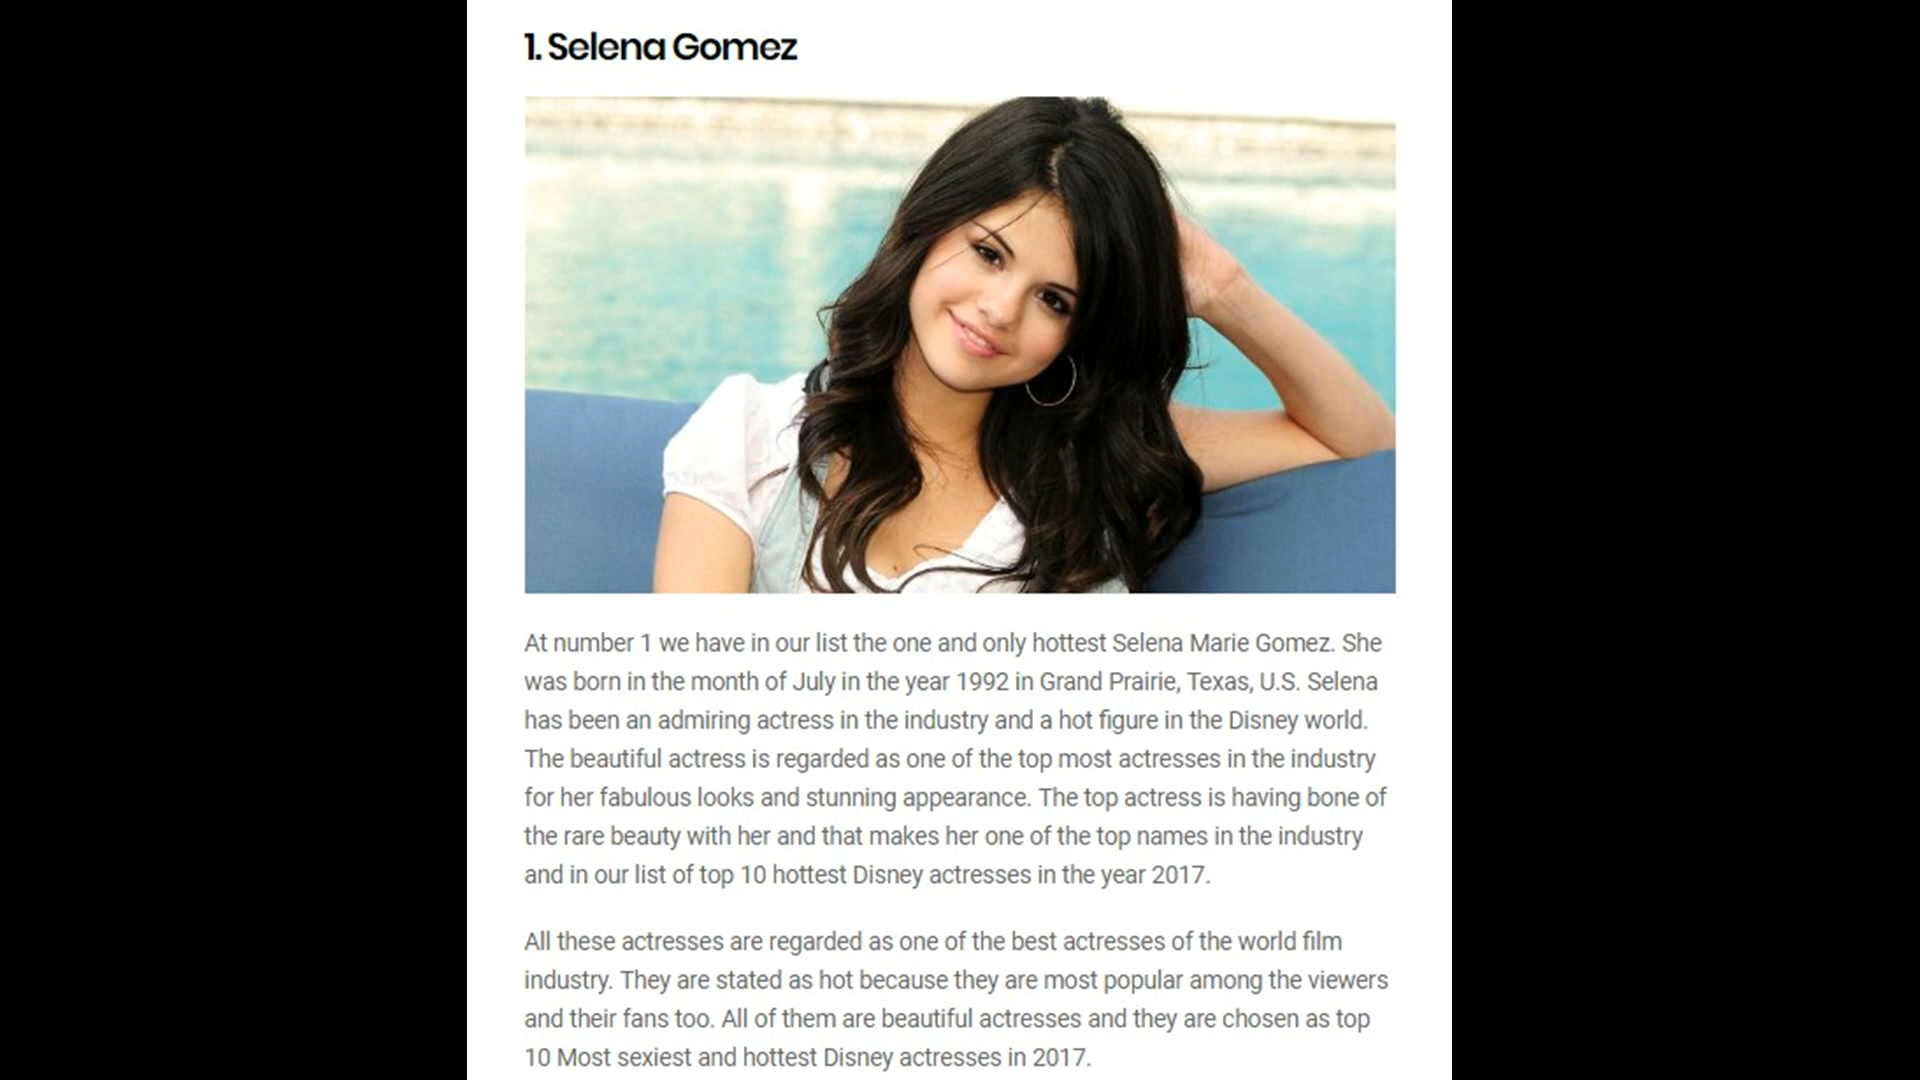 1. Selena Gomez
At number 1 we have in our list the one and only hottest Selena Marie Gomez. She
was born in the month of July in the year 1992 in Grand Prairie, Texas, U.S. Selena
has been an admiring actress in the industry and a hot figure in the Disney world.
The beautiful actress is regarded as one of the top most actresses in the industry
for her fabulous looks and stunning appearance. The top actress is having bone of
the rare beauty with her and that makes her one of the top names in the industry
and in our list of top 10 hottest Disney actresses in the year 2017.
All these actresses are regarded as one of the best actresses of the world film
industry. They are stated as hot because they are most popular among the viewers
and their fans too. All of them are beautiful actresses and they are chosen as top
10 Most sexiest and hottest Disney actresses in 2017.